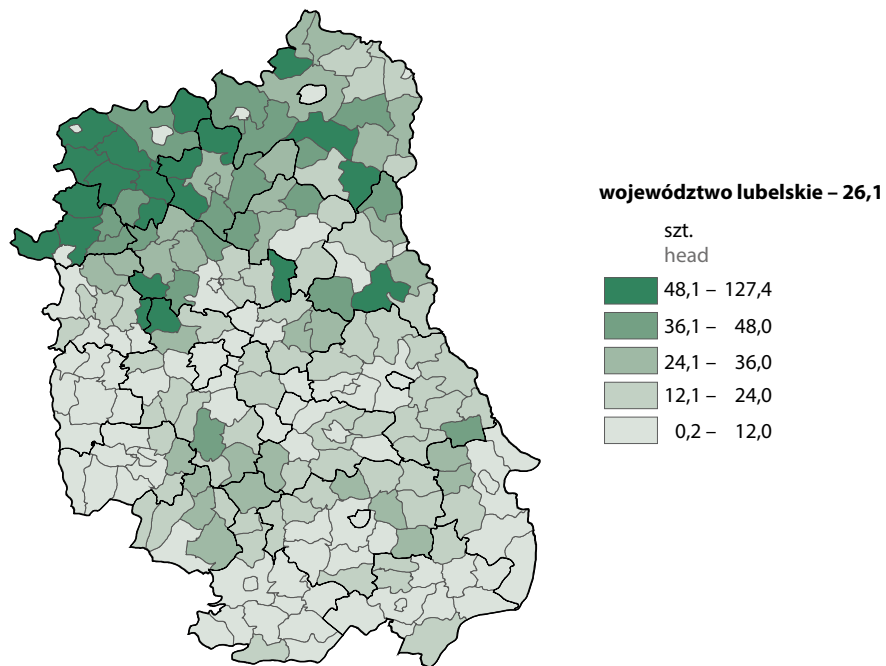 województwo lubelskie – 26,1
szt.
head
48,1 – 127,4
36,1 – 48,0
24,1 – 36,0
12,1 – 24,0
0,2 – 12,0